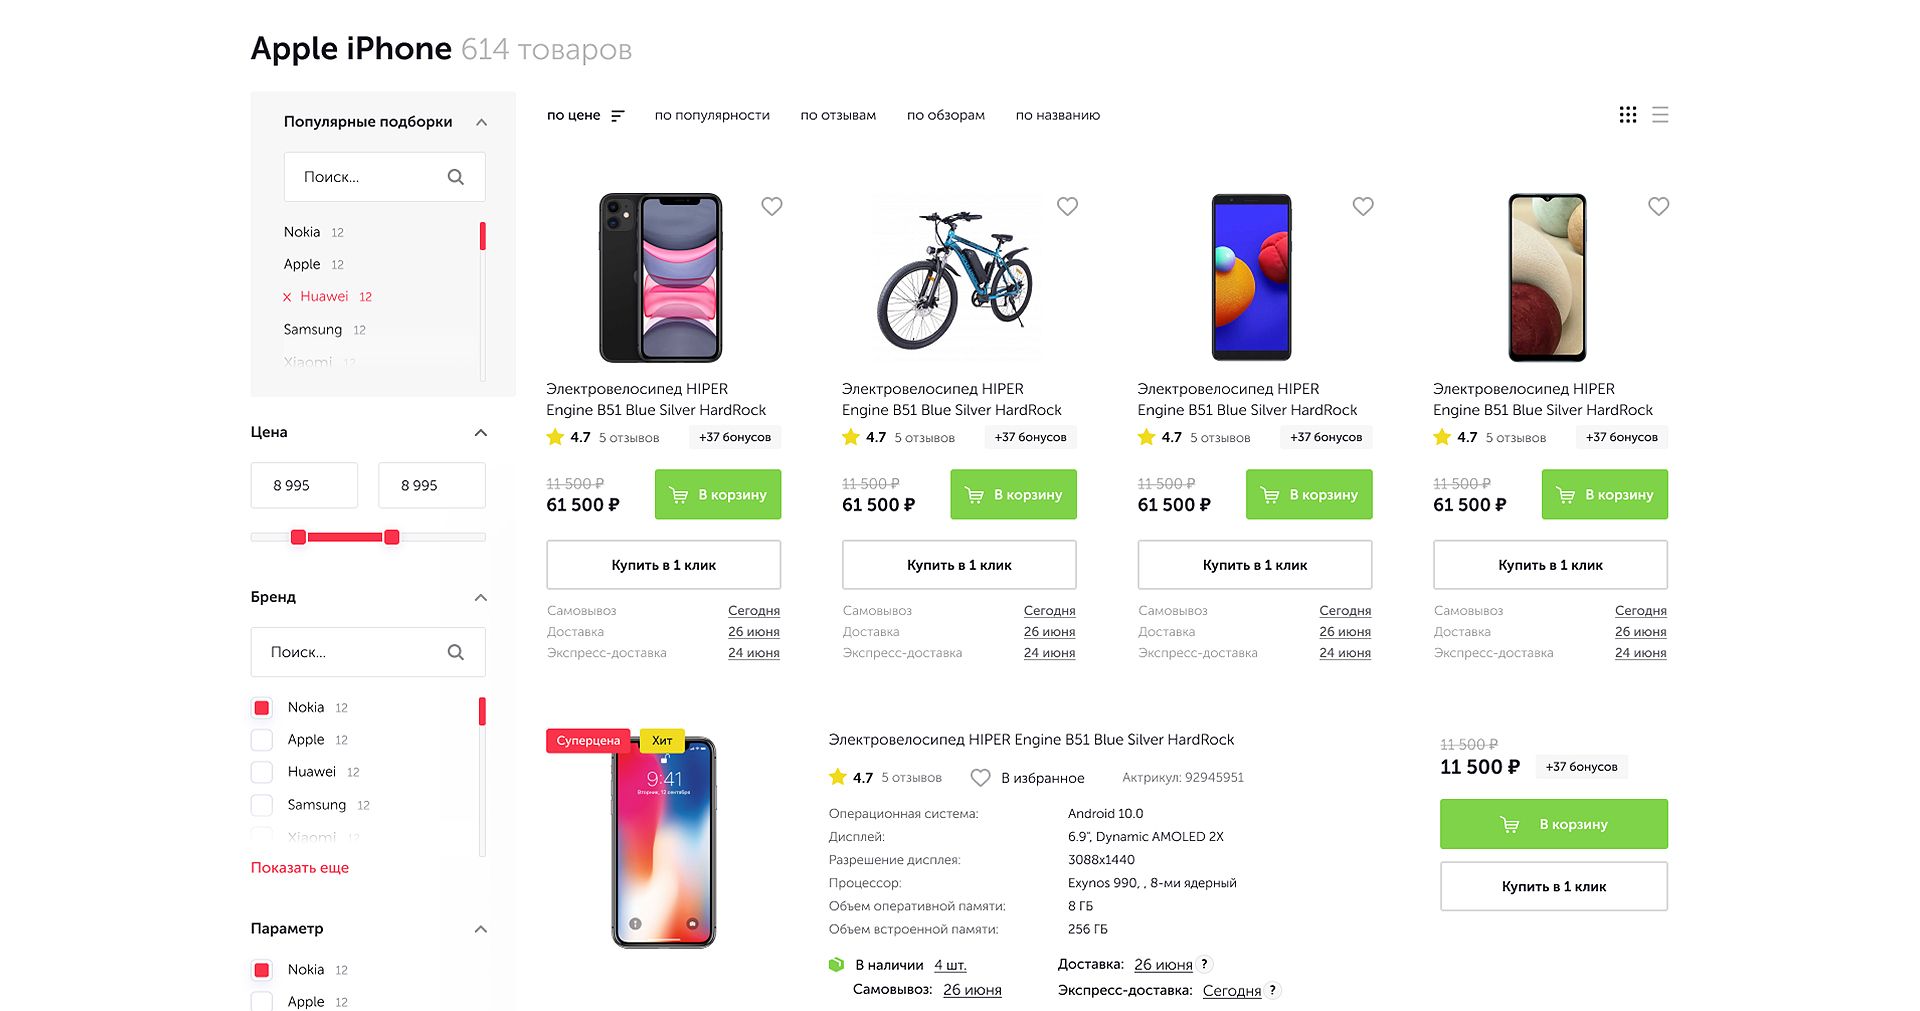 Apple iPhone 614 товаров
Популярные подборки
Поиск...
Nokia 12
Apple 12
x Huawei 12
Samsung 12
Xiaomi 12
Цена
8 995 8 995
Бренд
Поиск...
Nokia 12
Apple 12
Huawei 12
Samsung 12
Xiaomi 12
Показать еще
Параметр
Nokia 12
Apple 12
по цене по популярности по отзывам по обзорам по названию
Электровелосипед HIPER
Engine B51 Blue Silver HardRock
4.7 5 отзывов +37 бонусов
11 500 ₽
61 500 ₽ В корзину
Купить в 1 клик
Самовывоз Сегодня
Доставка 26 июня
Экспресс-доставка 24 июня
Электровелосипед HIPER
Engine B51 Blue Silver HardRock
4.7 5 отзывов +37 бонусов
11 500 ₽
61 500 ₽ В корзину
Купить в 1 клик
Самовывоз Сегодня
Доставка 26 июня
Экспресс-доставка 24 июня
Электровелосипед HIPER
Engine B51 Blue Silver HardRock
4.7 5 отзывов +37 бонусов
11 500 ₽
61 500 ₽ В корзину
Купить в 1 клик
Самовывоз Сегодня
Доставка 26 июня
Экспресс-доставка 24 июня
Электровелосипед HIPER
Engine B51 Blue Silver HardRock
4.7 5 отзывов +37 бонусов
11 500 ₽
61 500 ₽ В корзину
Купить в 1 клик
Самовывоз Сегодня
Доставка 26 июня
Экспресс-доставка 24 июня
Суперцена Хит
9:41
Вторник, 12 сентября
Электровелосипед HIPER Engine B51 Blue Silver HardRock
4.7 5 отзывов В избранное Актрикул: 92945951
Операционная система: Android 10.0
Дисплей: 6.9", Dynamic AMOLED 2X
Разрешение дисплея: 3088x1440
Процессор: Exynos 990, , 8-ми ядерный
Объем оперативной памяти: 8 ГБ
Объем встроенной памяти: 256 ГБ
В наличии 4 шт. Доставка: 26 июня ?
Самовывоз: 26 июня Экспресс-доставка: Сегодня ?
11 500 ₽
11 500 ₽ +37 бонусов
В корзину
Купить в 1 клик